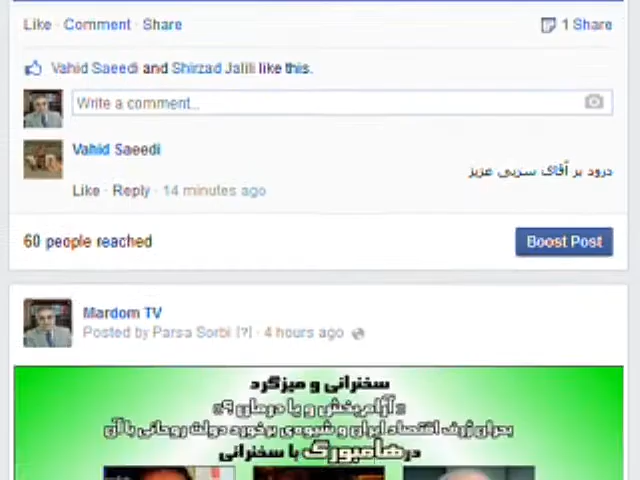 Like · Comment · Share
1 Share
Vahid Saeedi and Shirzad Jalili like this.
Write a comment...
Vahid Saeedi
درود بر آقای سربی عزیز
Like · Reply · 14 minutes ago
60 people reached
Boost Post
Mardom TV
Posted by Parsa Sorbi [?] · 4 hours ago
سخنرانی و میزگرد
«آرام‌بخش و یا درمان ؟»
بحران ژرف اقتصاد ایران و شیوه‌ی برخورد دولت روحانی با آن
در هامبورگ با سخنرانی